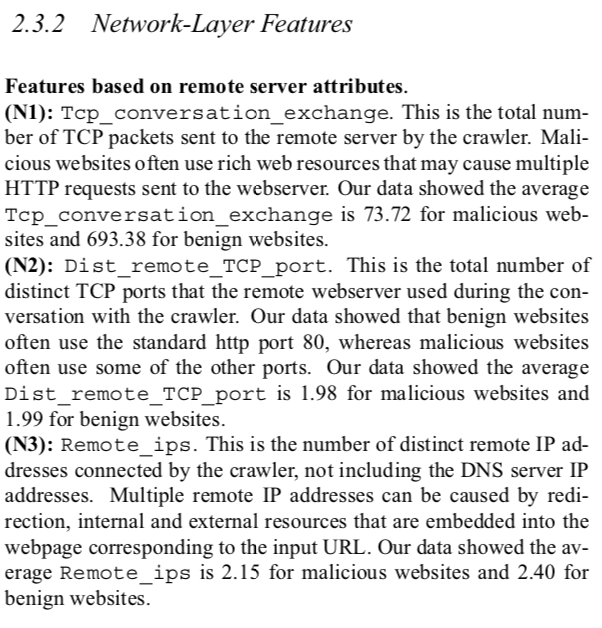 2.3.2 Network-Layer Features
Features based on remote server attributes.
(N1): Tcp_conversation_exchange. This is the total num-
ber of TCP packets sent to the remote server by the crawler. Mali-
cious websites often use rich web resources that may cause multiple
HTTP requests sent to the webserver. Our data showed the average
Tcp_conversation_exchange is 73.72 for malicious web-
sites and 693.38 for benign websites.
(N2): Dist_remote_TCP_port. This is the total number of
distinct TCP ports that the remote webserver used during the con-
versation with the crawler. Our data showed that benign websites
often use the standard http port 80, whereas malicious websites
often use some of the other ports. Our data showed the average
Dist_remote_TCP_port is 1.98 for malicious websites and
1.99 for benign websites.
(N3): Remote_ips. This is the number of distinct remote IP ad-
dresses connected by the crawler, not including the DNS server IP
addresses. Multiple remote IP addresses can be caused by redi-
rection, internal and external resources that are embedded into the
webpage corresponding to the input URL. Our data showed the av-
erage Remote_ips is 2.15 for malicious websites and 2.40 for
benign websites.